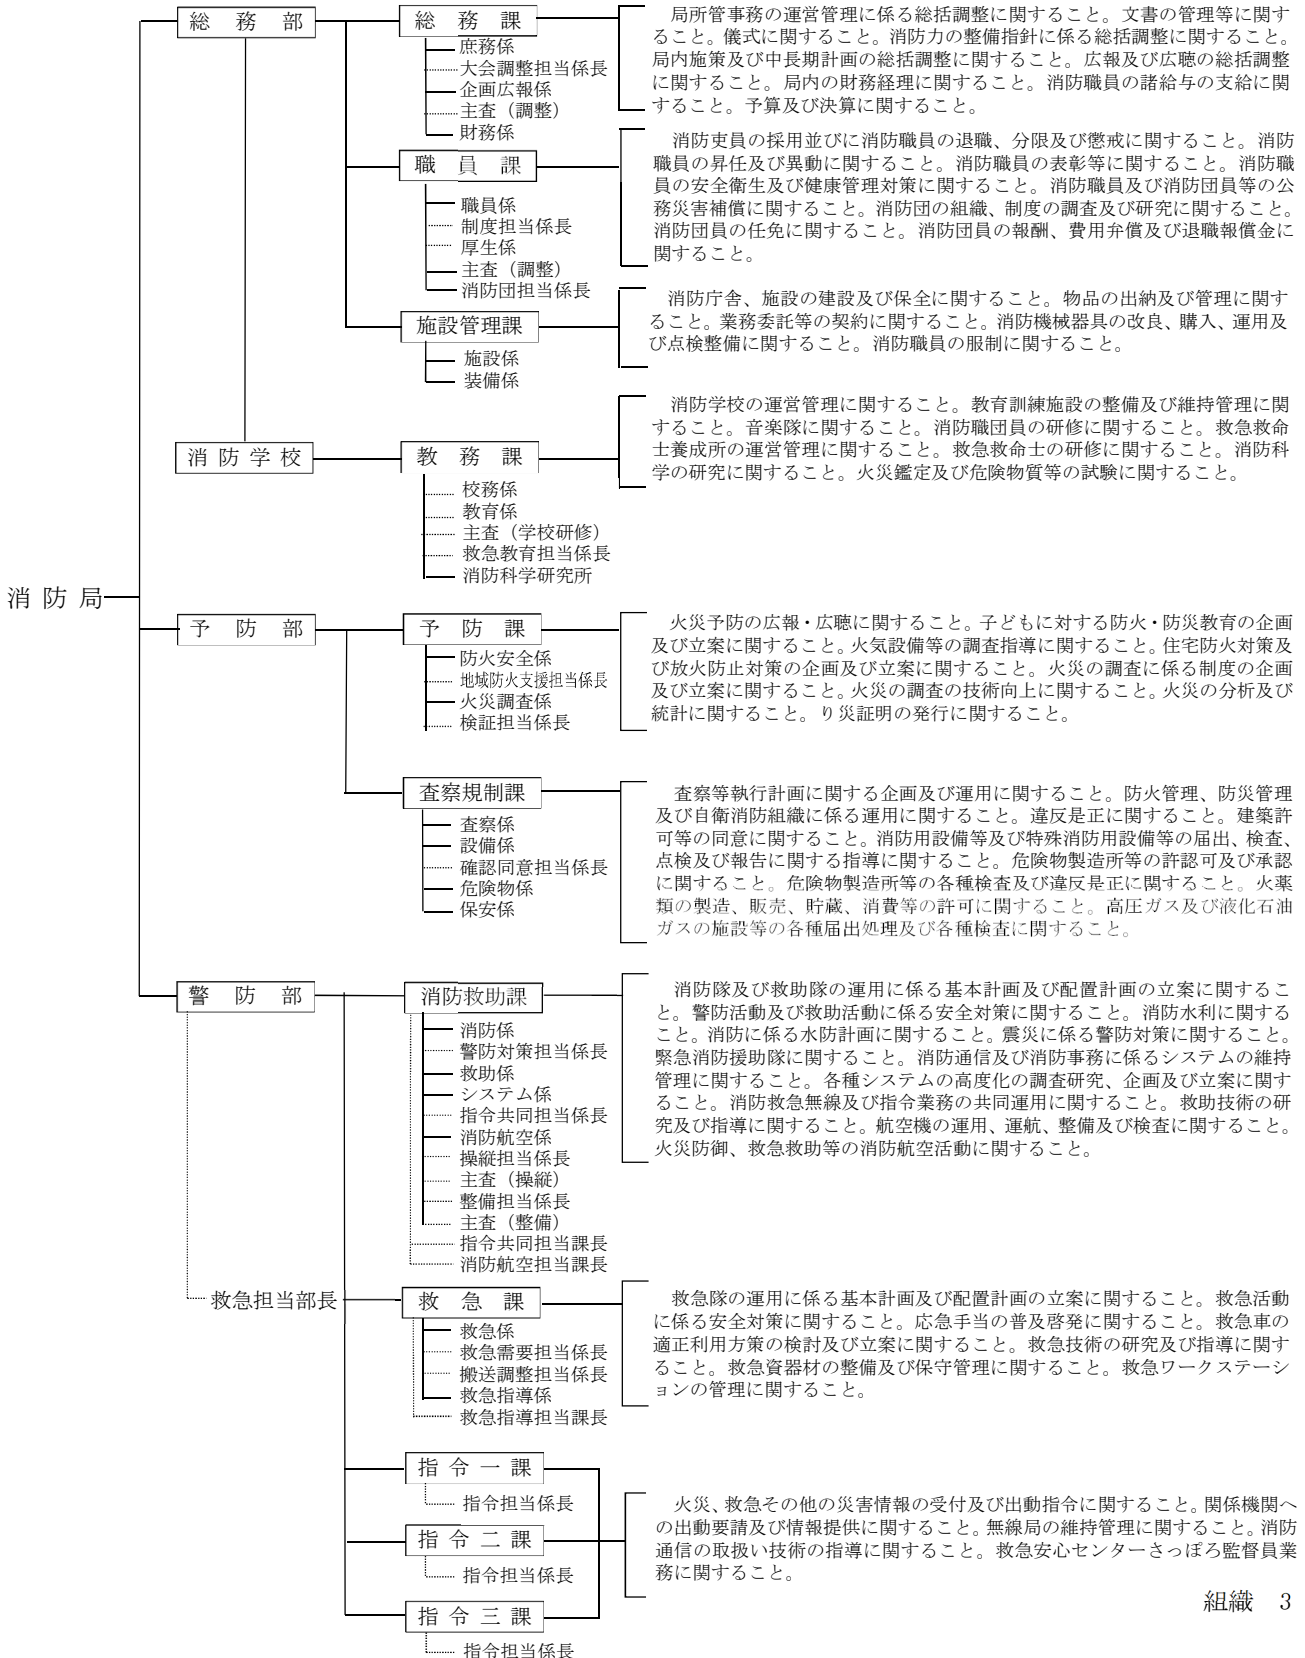 総務部
総務課
庶務係
大会調整担当係長
企画広報係
主査（調整）
財務係
局所管事務の運営管理に係る総括調整に関すること。文書の管理等に関す
ること。儀式に関すること。消防力の整備指針に係る総括調整に関すること。
局内施策及び中長期計画の総括調整に関すること。広報及び広聴の総括調整
に関すること。局内の財務経理に関すること。消防職員の諸給与の支給に関
すること。予算及び決算に関すること。
職員課
職員係
制度担当係長
厚生係
主査（調整）
消防団担当係長
消防吏員の採用並びに消防職員の退職、分限及び懲戒に関すること。消防
職員の昇任及び異動に関すること。消防職員の表彰等に関すること。消防職
員の安全衛生及び健康管理対策に関すること。消防職員及び消防団員等の公
務災害補償に関すること。消防団の組織、制度の調査及び研究に関すること。
消防団員の任免に関すること。消防団員の報酬、費用弁償及び退職報償金に
関すること。
施設管理課
施設係
装備係
消防庁舎、施設の建設及び保全に関すること。物品の出納及び管理に関す
ること。業務委託等の契約に関すること。消防機械器具の改良、購入、運用及
び点検整備に関すること。消防職員の服制に関すること。
消防学校
教務課
校務係
教育係
主査（学校研修）
救急教育担当係長
消防科学研究所
消防学校の運営管理に関すること。教育訓練施設の整備及び維持管理に関
すること。音楽隊に関すること。消防職団員の研修に関すること。救急救命
士養成所の運営管理に関すること。救急救命士の研修に関すること。消防科
学の研究に関すること。火災鑑定及び危険物質等の試験に関すること。
消防局
予防部
予防課
防火安全係
地域防火支援担当係長
火災調査係
検証担当係長
火災予防の広報・広聴に関すること。子どもに対する防火・防災教育の企画
及び立案に関すること。火気設備等の調査指導に関すること。住宅防火対策及
び放火防止対策の企画及び立案に関すること。火災の調査に係る制度の企画
及び立案に関すること。火災の調査の技術向上に関すること。火災の分析及び
統計に関すること。り災証明の発行に関すること。
査察規制課
査察係
設備係
確認同意担当係長
危険物係
保安係
査察等執行計画に関する企画及び運用に関すること。防火管理、防災管理
及び自衛消防組織に係る運用に関すること。違反是正に関すること。建築許
可等の同意に関すること。消防用設備等及び特殊消防用設備等の届出、検査、
点検及び報告に関する指導に関すること。危険物製造所等の許認可及び承認
に関すること。危険物製造所等の各種検査及び違反是正に関すること。火薬
類の製造、販売、貯蔵、消費等の許可に関すること。高圧ガス及び液化石油
ガスの施設等の各種届出処理及び各種検査に関すること。
警防部
消防救助課
消防係
警防対策担当係長
救助係
システム係
指令共同担当係長
消防航空係
操縦担当係長
主査（操縦）
整備担当係長
主査（整備）
指令共同担当課長
消防航空担当課長
消防隊及び救助隊の運用に係る基本計画及び配置計画の立案に関するこ
と。警防活動及び救助活動に係る安全対策に関すること。消防水利に関する
こと。消防に係る水防計画に関すること。震災に係る警防対策に関すること。
緊急消防援助隊に関すること。消防通信及び消防事務に係るシステムの維持
管理に関すること。各種システムの高度化の調査研究、企画及び立案に関す
ること。消防救急無線及び指令業務の共同運用に関すること。救助技術の研
究及び指導に関すること。航空機の運用、運航、整備及び検査に関すること。
火災防御、救急救助等の消防航空活動に関すること。
救急担当部長
救急課
救急係
救急需要担当係長
搬送調整担当係長
救急指導係
救急指導担当課長
救急隊の運用に係る基本計画及び配置計画の立案に関すること。救急活動
に係る安全対策に関すること。応急手当の普及啓発に関すること。救急車の
適正利用方策の検討及び立案に関すること。救急技術の研究及び指導に関す
ること。救急資器材の整備及び保守管理に関すること。救急ワークステーシ
ョンの管理に関すること。
指令一課
指令担当係長
指令二課
指令担当係長
指令三課
指令担当係長
火災、救急その他の災害情報の受付及び出動指令に関すること。関係機関へ
の出動要請及び情報提供に関すること。無線局の維持管理に関すること。消防
通信の取扱い技術の指導に関すること。救急安心センターさっぽろ監督員業
務に関すること。
組織　3